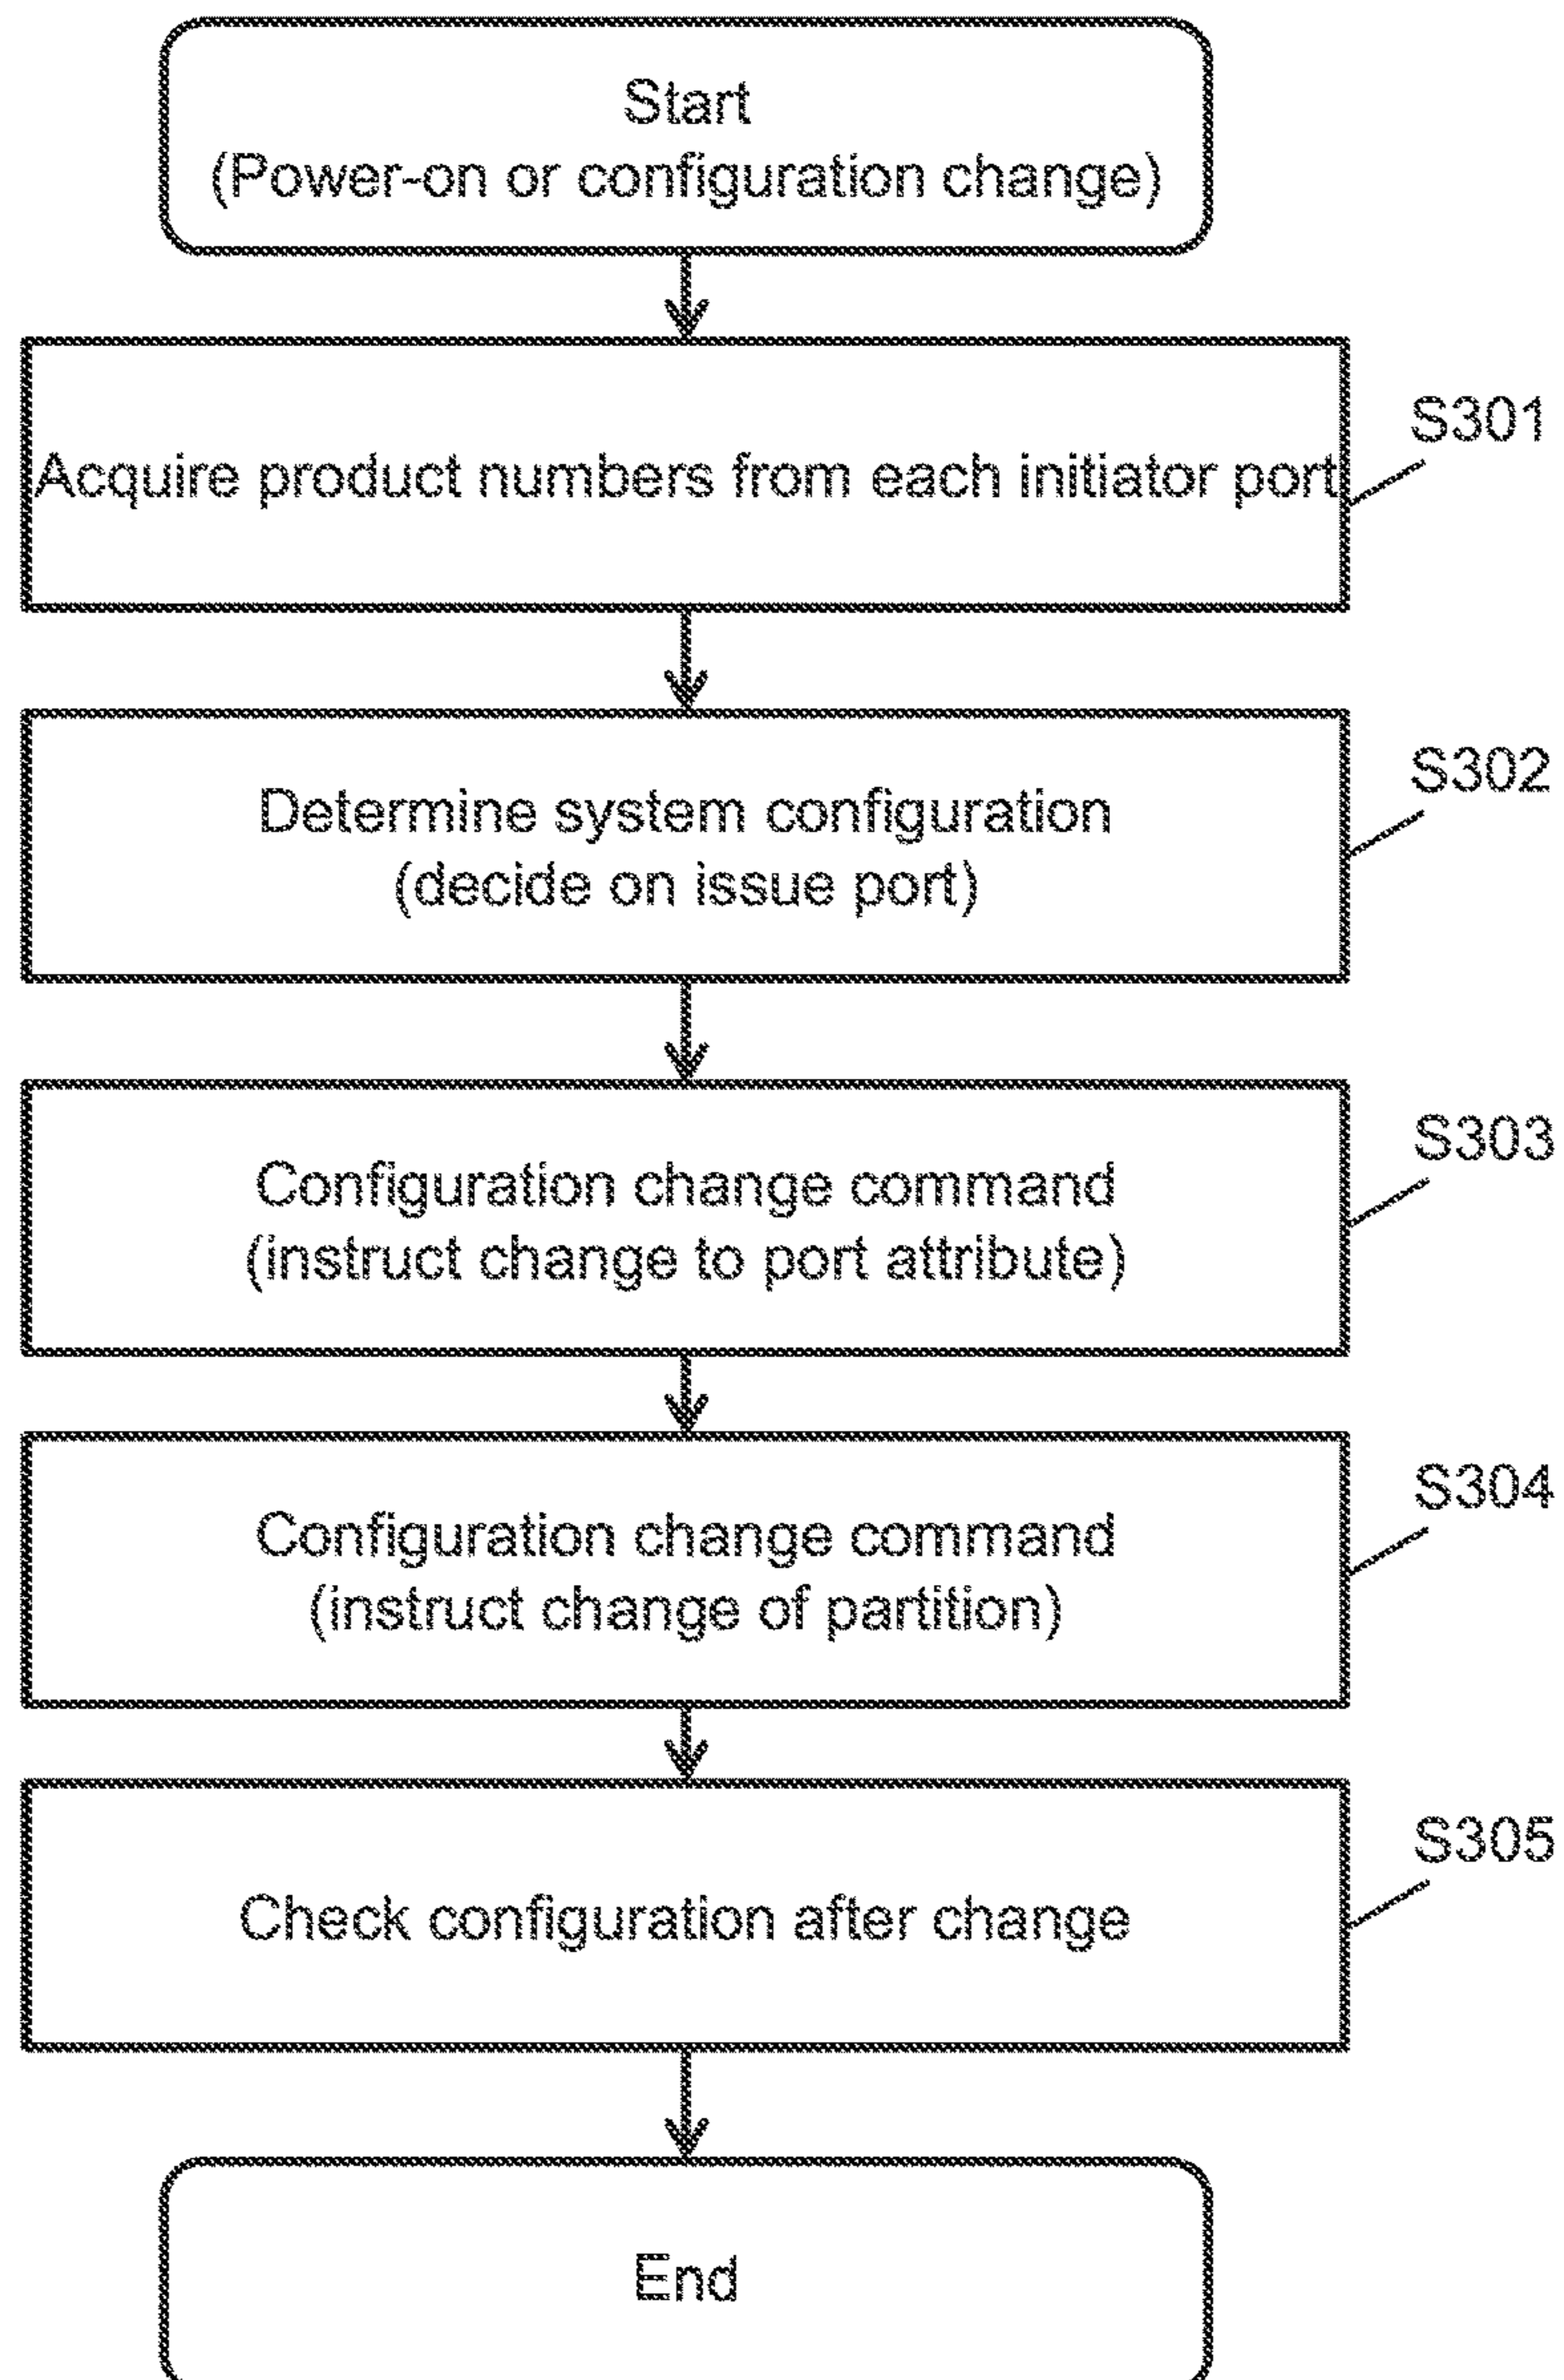 Start
(Power-on or configuration change)
Acquire product numbers from each initiator port
S301
Determine system configuration
(decide on issue port)
S302
Configuration change command
(instruct change to port attribute)
S303
Configuration change command
(instruct change of partition)
S304
Check configuration after change
S305
End